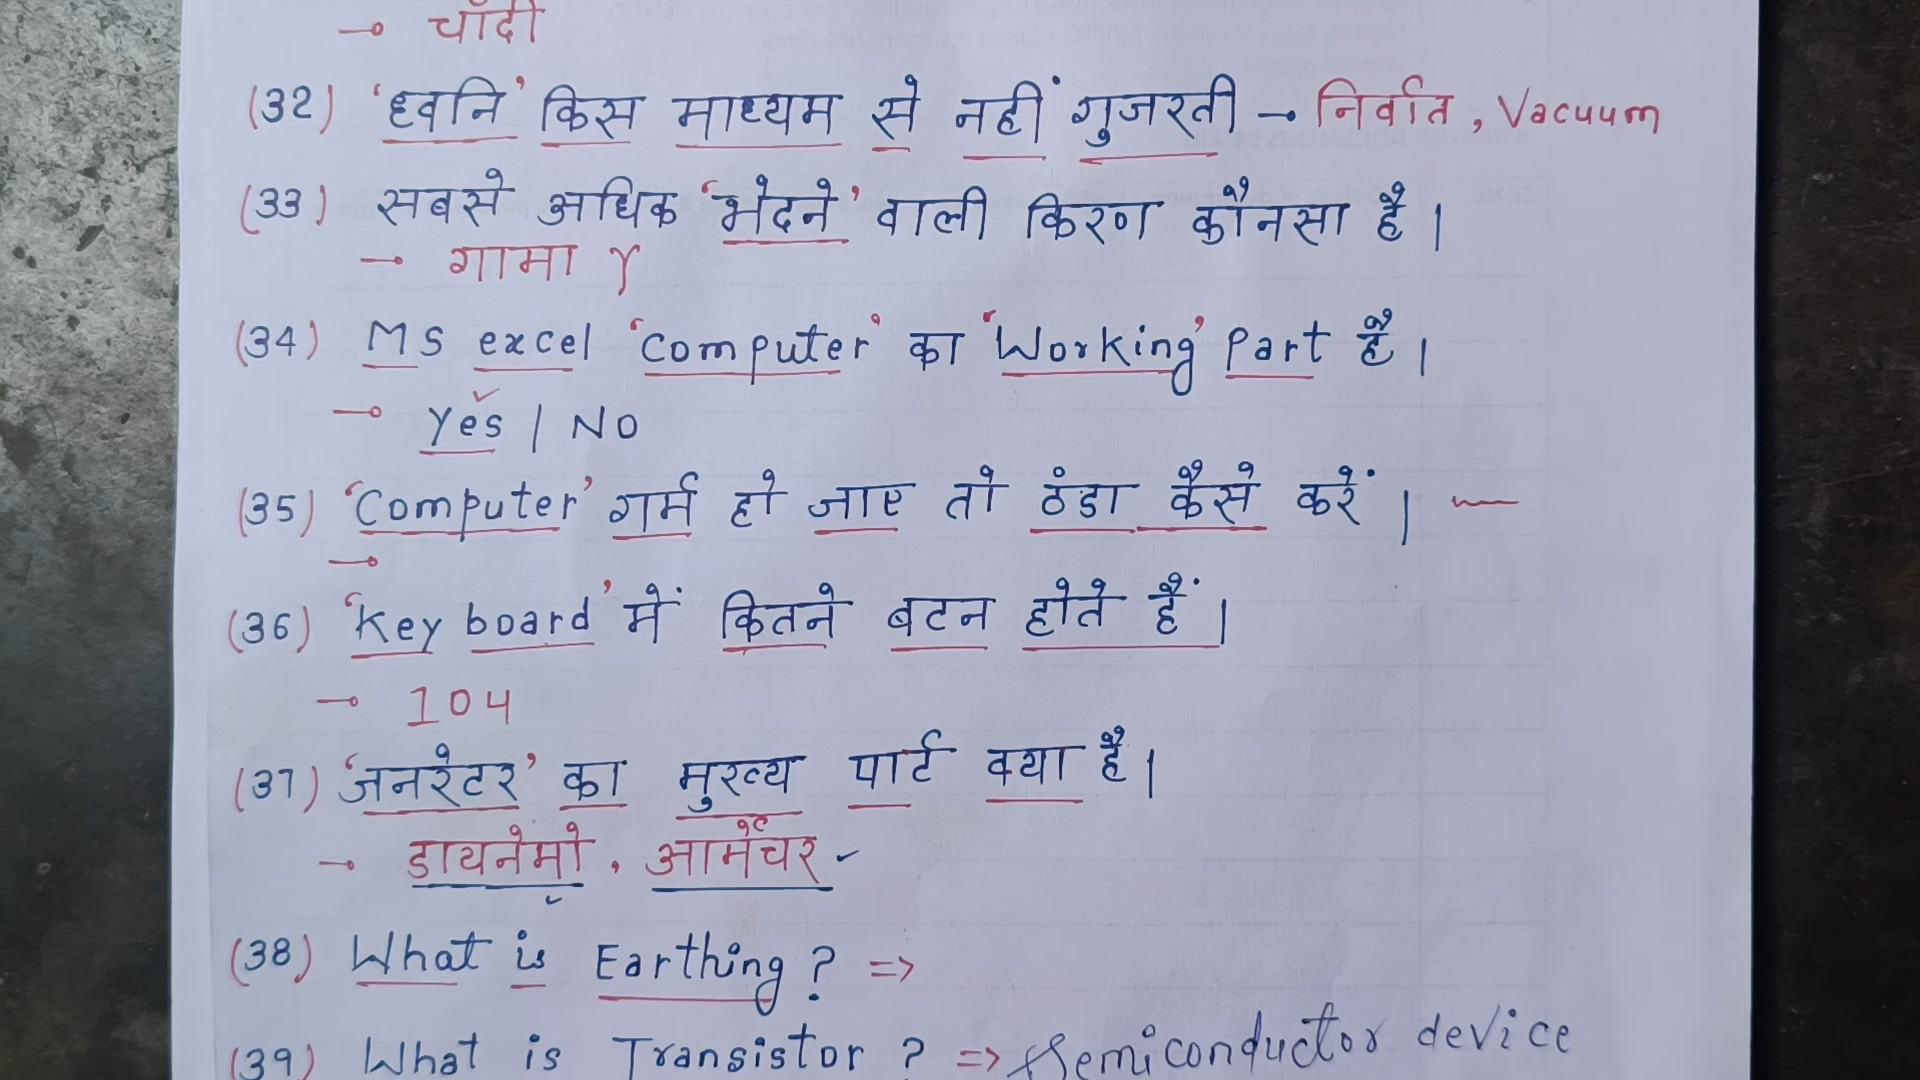 → चाँदी
(32) 'ध्वनि' किस माध्यम से नहीं गुजरती → निर्वात, Vacuum
(33) सबसे अधिक 'भेदने' वाली किरण कौनसा है।
→ गामा γ
(34) MS excel 'Computer' का 'Working' Part है।
→ Yes | NO
(35) 'Computer' गर्म हो जाए तो ठंडा कैसे करें। —
→
(36) 'Key board' में कितने बटन होते हैं।
→ 104
(37) 'जनरेटर' का मुख्य पार्ट क्या है।
→ डायनेमो, आर्मेचर
(38) What is Earthing? =>
(39) What is Transistor? => Semiconductor device